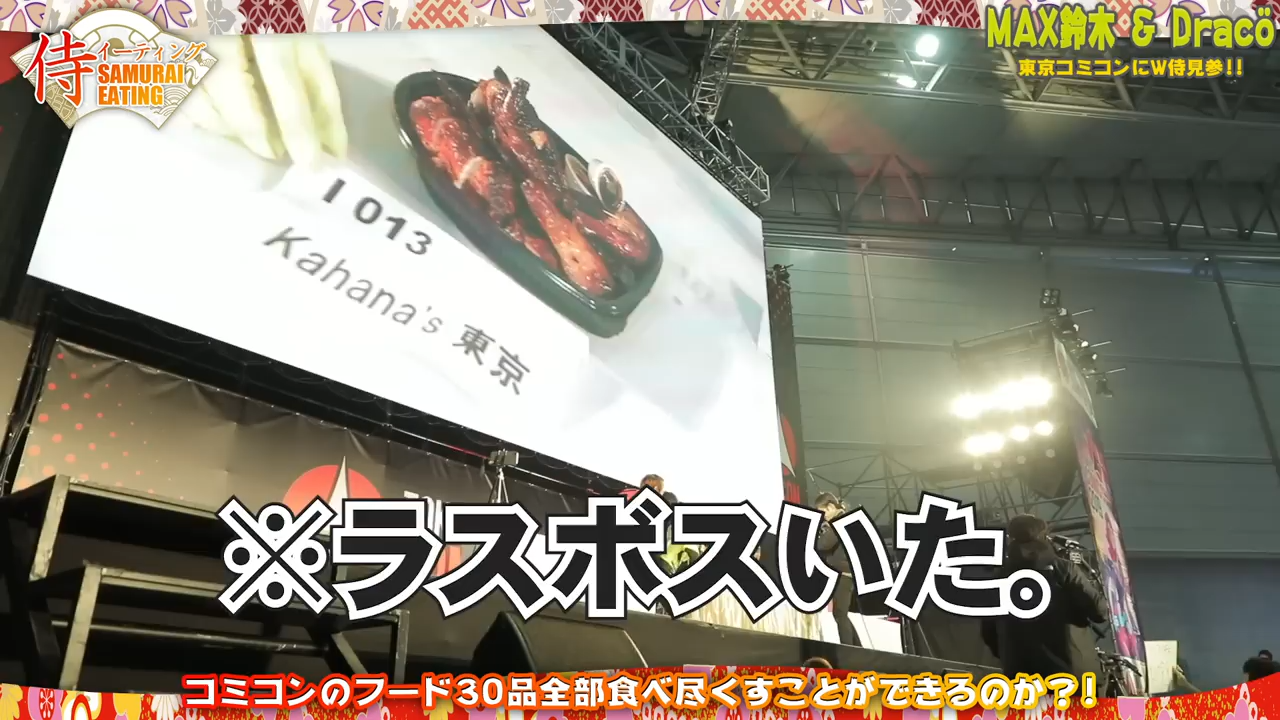 侍イーティング
SAMURAI
EATING
MAX鈴木 & Dracö
東京コミコンにW侍見参!!
I 013
Kahana's 東京
※ラスボスいた。
コミコンのフード30品全部食べ尽くすことができるのか?!